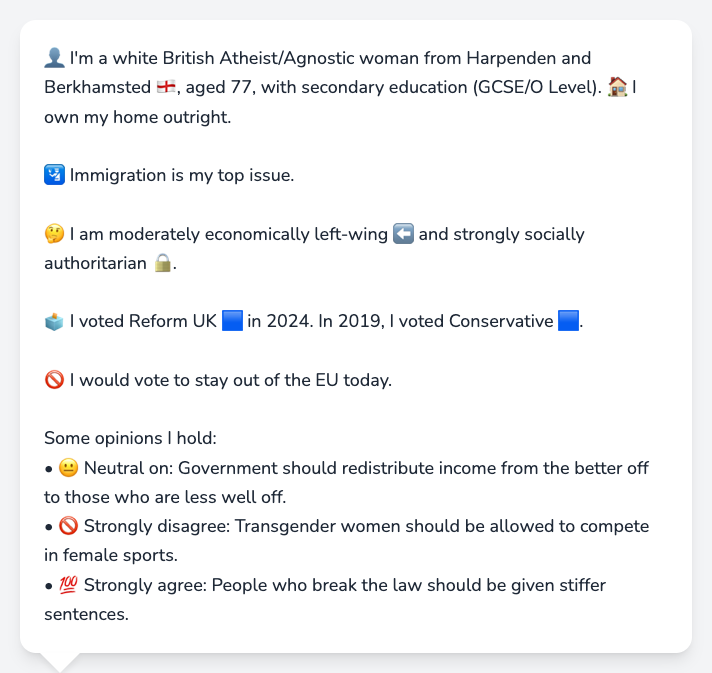 👤 I'm a white British Atheist/Agnostic woman from Harpenden and
Berkhamsted 🏴󠁧󠁢󠁥󠁮󠁧󠁿, aged 77, with secondary education (GCSE/O Level). 🏠 I
own my home outright.
🛂 Immigration is my top issue.
🤔 I am moderately economically left-wing ⬅️ and strongly socially
authoritarian 🔒.
🗳️ I voted Reform UK 🟦 in 2024. In 2019, I voted Conservative 🟦.
🚫 I would vote to stay out of the EU today.
Some opinions I hold:
• 😐 Neutral on: Government should redistribute income from the better off
to those who are less well off.
• 🚫 Strongly disagree: Transgender women should be allowed to compete
in female sports.
• 💯 Strongly agree: People who break the law should be given stiffer
sentences.